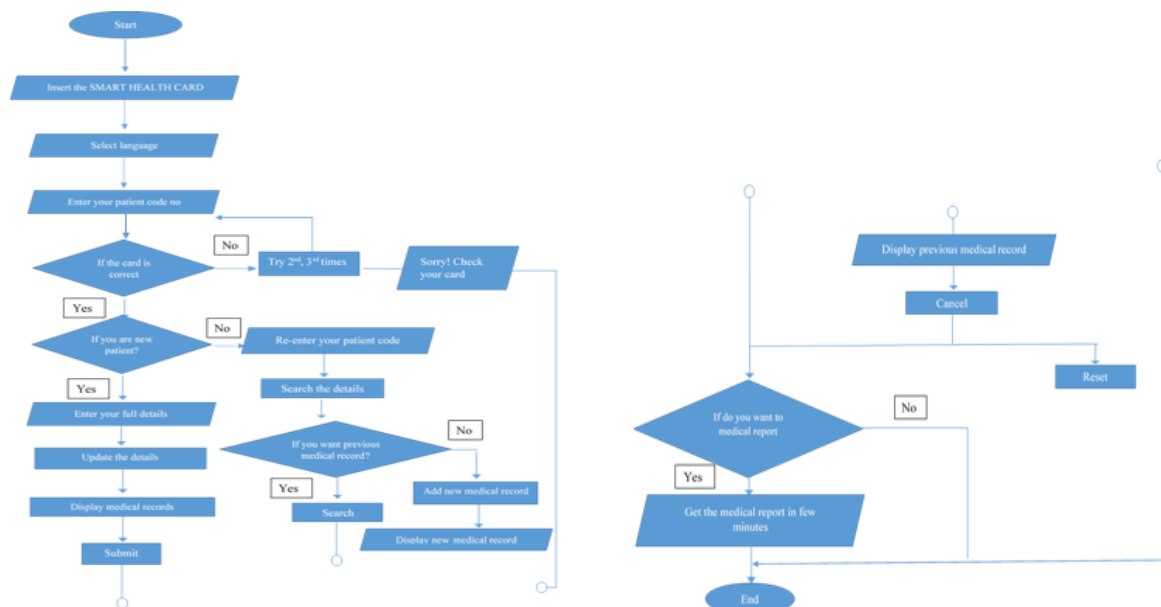 Start
Insert the SMART HEALTH CARD
Select language
Enter your patient code no
If the card is
correct
No
Try 2nd, 3rd times
Sorry! Check
your card
Yes
If you are new
patient?
No
Re-enter your patient code
Search the details
Yes
Enter your full details
Update the details
Display medical records
Submit
If you want previous
medical record?
No
Yes
Search
Add new medical record
Display new medical record
Display previous medical record
Cancel
Reset
If do you want to
medical report
No
Yes
Get the medical report in few
minutes
End